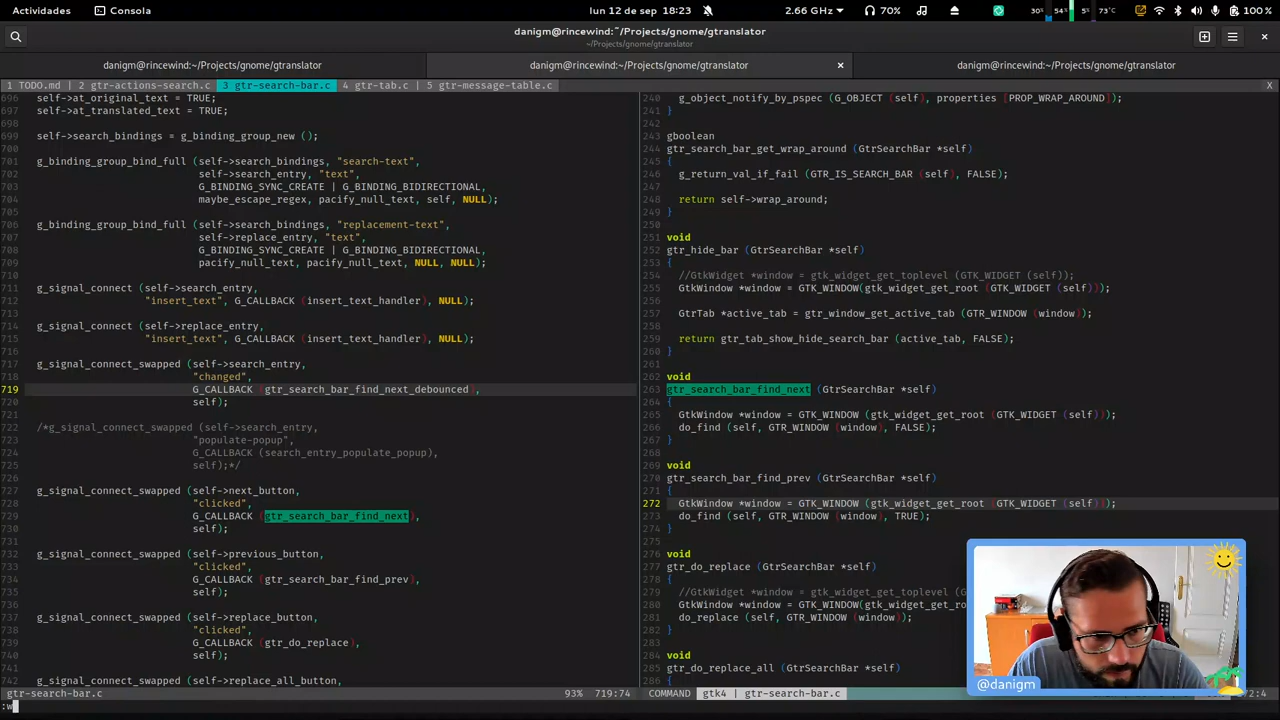 Actividades
Consola
lun 12 de sep 18:23
2.66 GHz
70%
30%
54%
5%
73°C
100 %
danigm@rincewind:~/Projects/gnome/gtranslator
~/Projects/gnome/gtranslator
danigm@rincewind:~/Projects/gnome/gtranslator
danigm@rincewind:~/Projects/gnome/gtranslator
danigm@rincewind:~/Projects/gnome/gtranslator
1 TODO.md | 2 gtr-actions-search.c 3 gtr-search-bar.c 4 gtr-tab.c | 5 gtr-message-table.c X
696 self->at_original_text = TRUE;
697 self->at_translated_text = TRUE;
698
699 self->search_bindings = g_binding_group_new ();
700
701 g_binding_group_bind_full (self->search_bindings, "search-text",
702 self->search_entry, "text",
703 G_BINDING_SYNC_CREATE | G_BINDING_BIDIRECTIONAL,
704 maybe_escape_regex, pacify_null_text, self, NULL);
705
706 g_binding_group_bind_full (self->search_bindings, "replacement-text",
707 self->replace_entry, "text",
708 G_BINDING_SYNC_CREATE | G_BINDING_BIDIRECTIONAL,
709 pacify_null_text, pacify_null_text, NULL, NULL);
710
711 g_signal_connect (self->search_entry,
712 "insert_text", G_CALLBACK (insert_text_handler), NULL);
713
714 g_signal_connect (self->replace_entry,
715 "insert_text", G_CALLBACK (insert_text_handler), NULL);
716
717 g_signal_connect_swapped (self->search_entry,
718 "changed",
719 G_CALLBACK (gtr_search_bar_find_next_debounced),
720 self);
721
722 /*g_signal_connect_swapped (self->search_entry,
723 "populate-popup",
724 G_CALLBACK (search_entry_populate_popup),
725 self);*/
726
727 g_signal_connect_swapped (self->next_button,
728 "clicked",
729 G_CALLBACK (gtr_search_bar_find_next),
730 self);
731
732 g_signal_connect_swapped (self->previous_button,
733 "clicked",
734 G_CALLBACK (gtr_search_bar_find_prev),
735 self);
736
737 g_signal_connect_swapped (self->replace_button,
738 "clicked",
739 G_CALLBACK (gtr_do_replace),
740 self);
741
742 g_signal_connect_swapped (self->replace_all_button,
gtr-search-bar.c 93% 719:74
:w
240 g_object_notify_by_pspec (G_OBJECT (self), properties [PROP_WRAP_AROUND]);
241 }
242
243 gboolean
244 gtr_search_bar_get_wrap_around (GtrSearchBar *self)
245 {
246 g_return_val_if_fail (GTR_IS_SEARCH_BAR (self), FALSE);
247
248 return self->wrap_around;
249 }
250
251 void
252 gtr_hide_bar (GtrSearchBar *self)
253 {
254 //GtkWidget *window = gtk_widget_get_toplevel (GTK_WIDGET (self));
255 GtkWindow *window = GTK_WINDOW(gtk_widget_get_root (GTK_WIDGET (self)));
256
257 GtrTab *active_tab = gtr_window_get_active_tab (GTR_WINDOW (window));
258
259 return gtr_tab_show_hide_search_bar (active_tab, FALSE);
260 }
261
262 void
263 gtr_search_bar_find_next (GtrSearchBar *self)
264 {
265 GtkWindow *window = GTK_WINDOW (gtk_widget_get_root (GTK_WIDGET (self)));
266 do_find (self, GTR_WINDOW (window), FALSE);
267 }
268
269 void
270 gtr_search_bar_find_prev (GtrSearchBar *self)
271 {
272 GtkWindow *window = GTK_WINDOW (gtk_widget_get_root (GTK_WIDGET (self)));
273 do_find (self, GTR_WINDOW (window), TRUE);
274 }
275
276 void
277 gtr_do_replace (GtrSearchBar *self)
278 {
279 //GtkWidget *window = gtk_widget_get_toplevel (
280 GtkWindow *window = GTK_WINDOW(gtk_widget_get_root
281 do_replace (self, GTR_WINDOW (window));
282 }
283
284 void
285 gtr_do_replace_all (GtrSearchBar *self)
286 {
COMMAND gtk4 | gtr-search-bar.c
@danigm